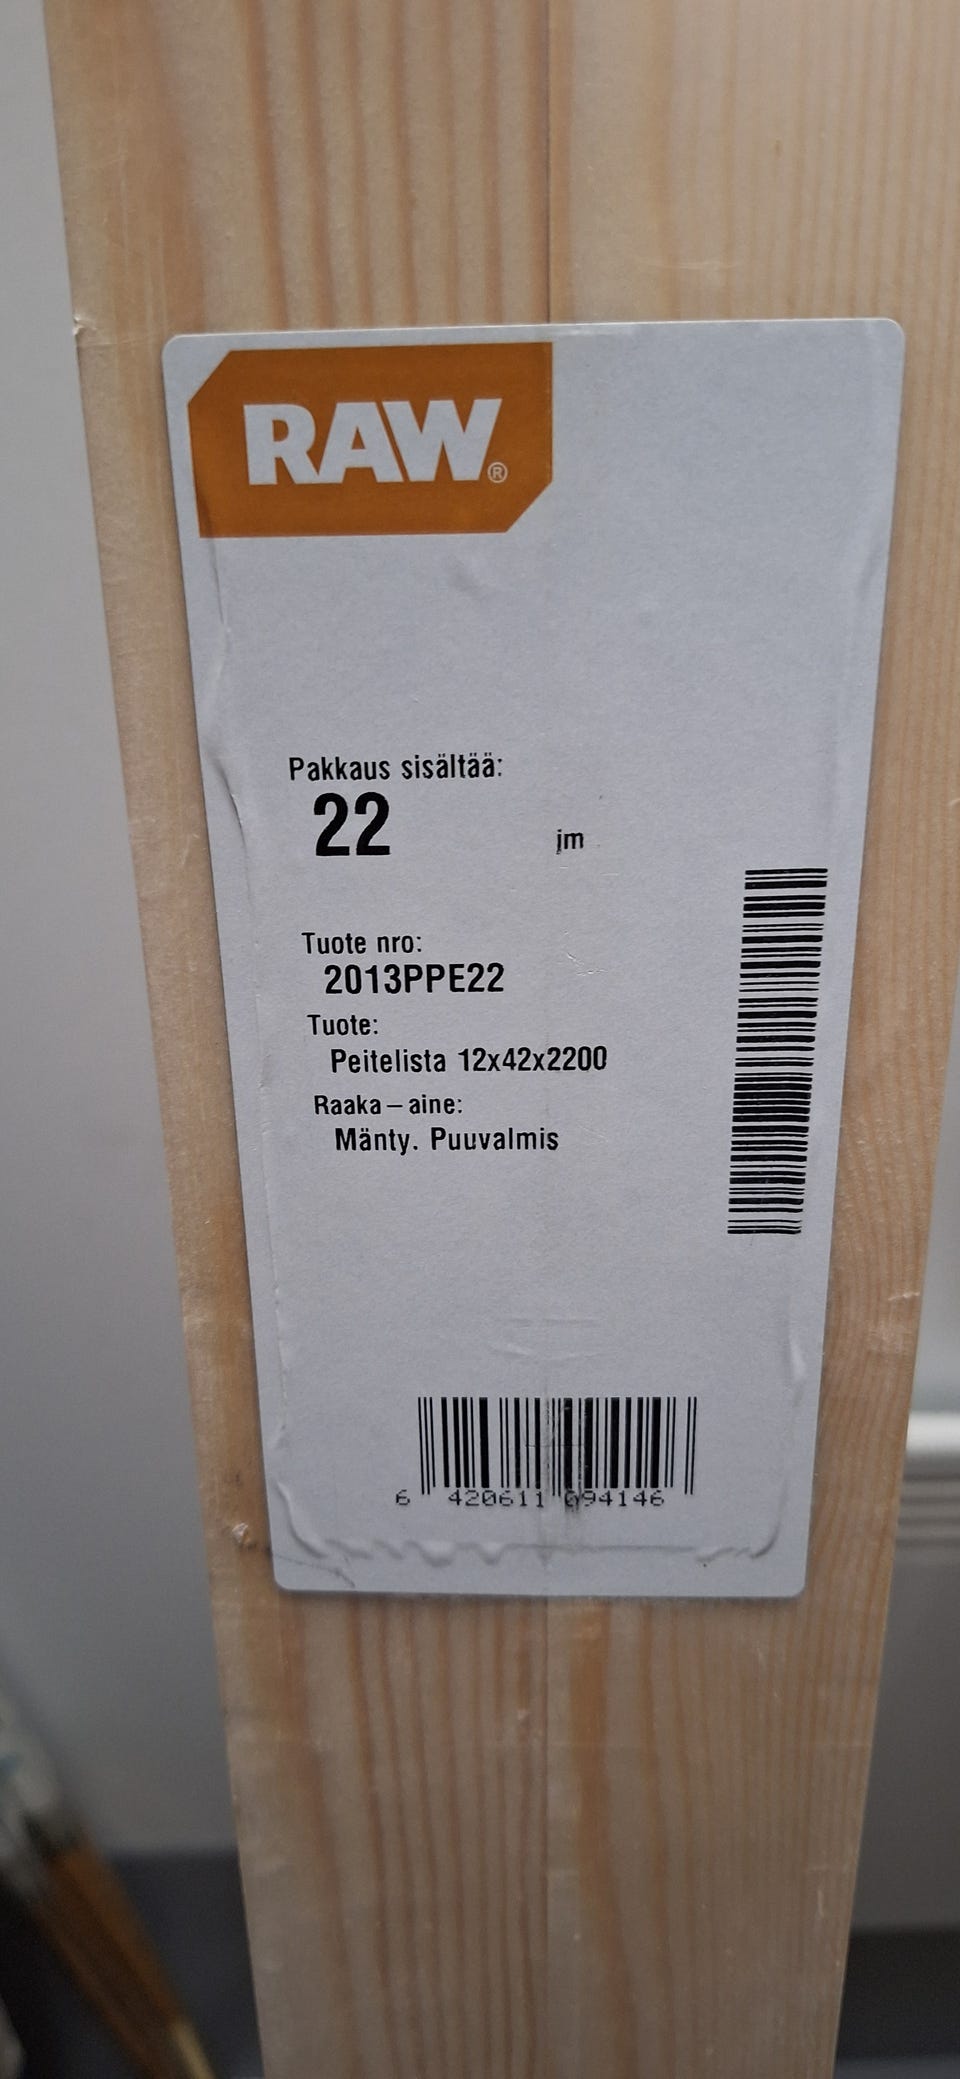 RAW®
Pakkaus sisältää:
22 jm
Tuote nro:
2013PPE22
Tuote:
Peitelista 12x42x2200
Raaka-aine:
Mänty. Puuvalmis
6 420611 094146